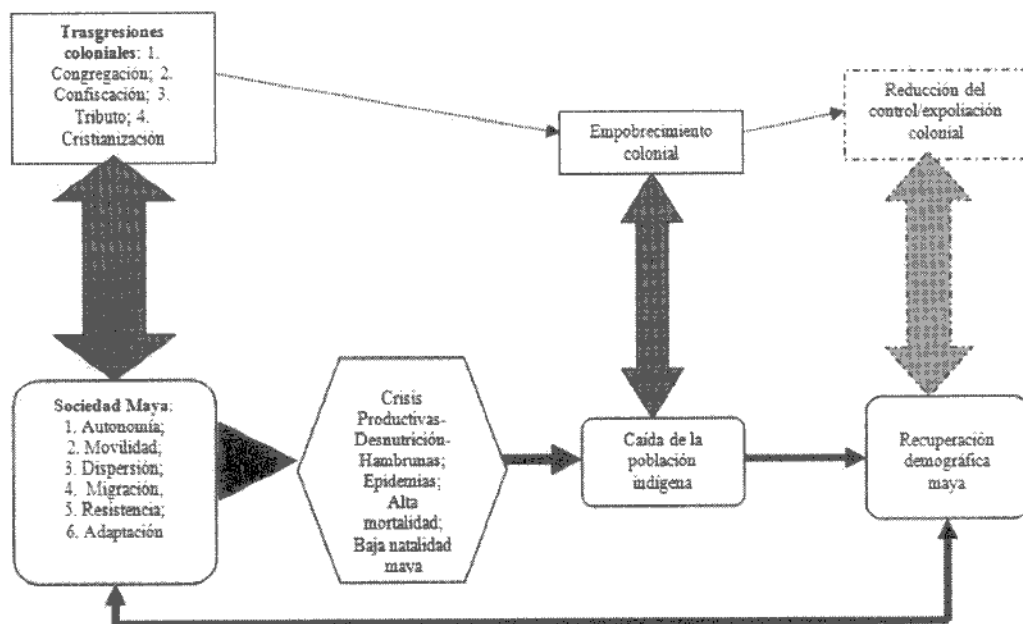 Trasgresiones
coloniales: 1.
Congregación; 2.
Confiscación; 3.
Tributo; 4.
Cristianización
Empobrecimiento
colonial
Reducción del
control/expoliación
colonial
Sociedad Maya:
1. Autonomía;
2. Movilidad;
3. Dispersión;
4. Migración,
5. Resistencia;
6. Adaptación
Crisis
Productivas-
Desnutrición-
Hambrunas;
Epidemias;
Alta
mortalidad;
Baja natalidad
maya
Caída de la
población
indígena
Recuperación
demográfica
maya